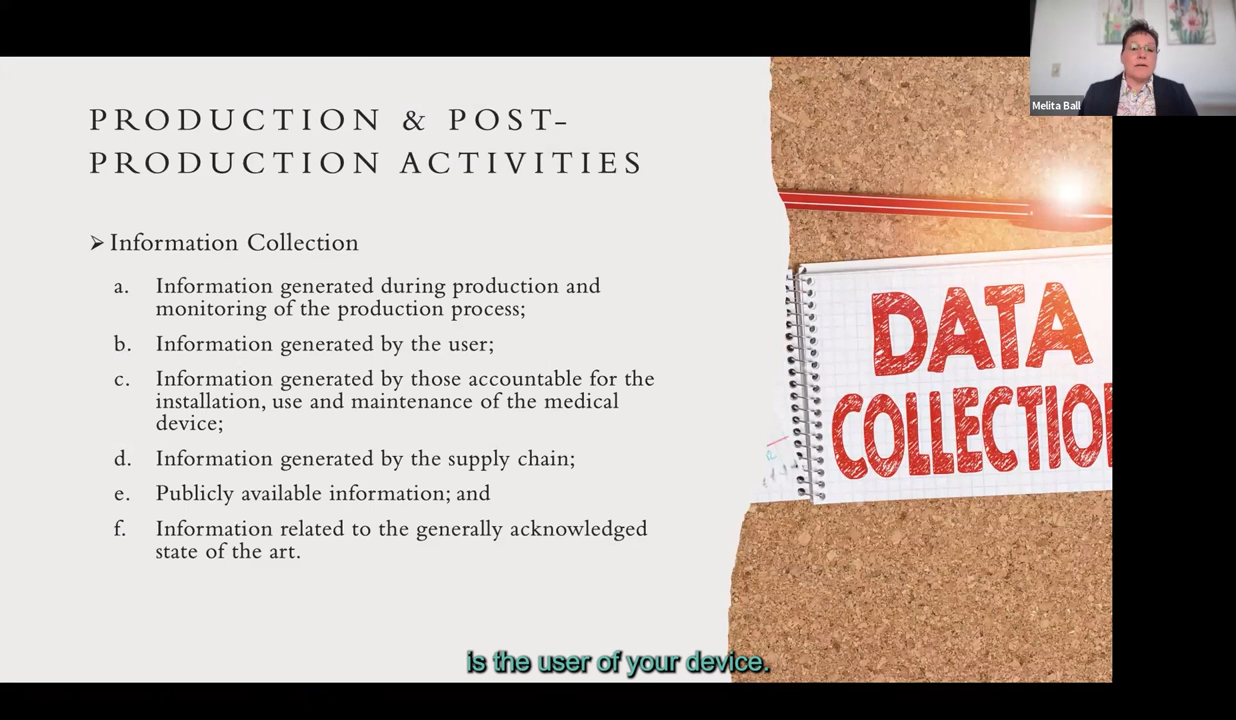 Melita Ball
PRODUCTION & POST-
PRODUCTION ACTIVITIES
➢ Information Collection
a. Information generated during production and
monitoring of the production process;
b. Information generated by the user;
c. Information generated by those accountable for the
installation, use and maintenance of the medical
device;
d. Information generated by the supply chain;
e. Publicly available information; and
f. Information related to the generally acknowledged
state of the art.
DATA
COLLECTION
is the user of your device.